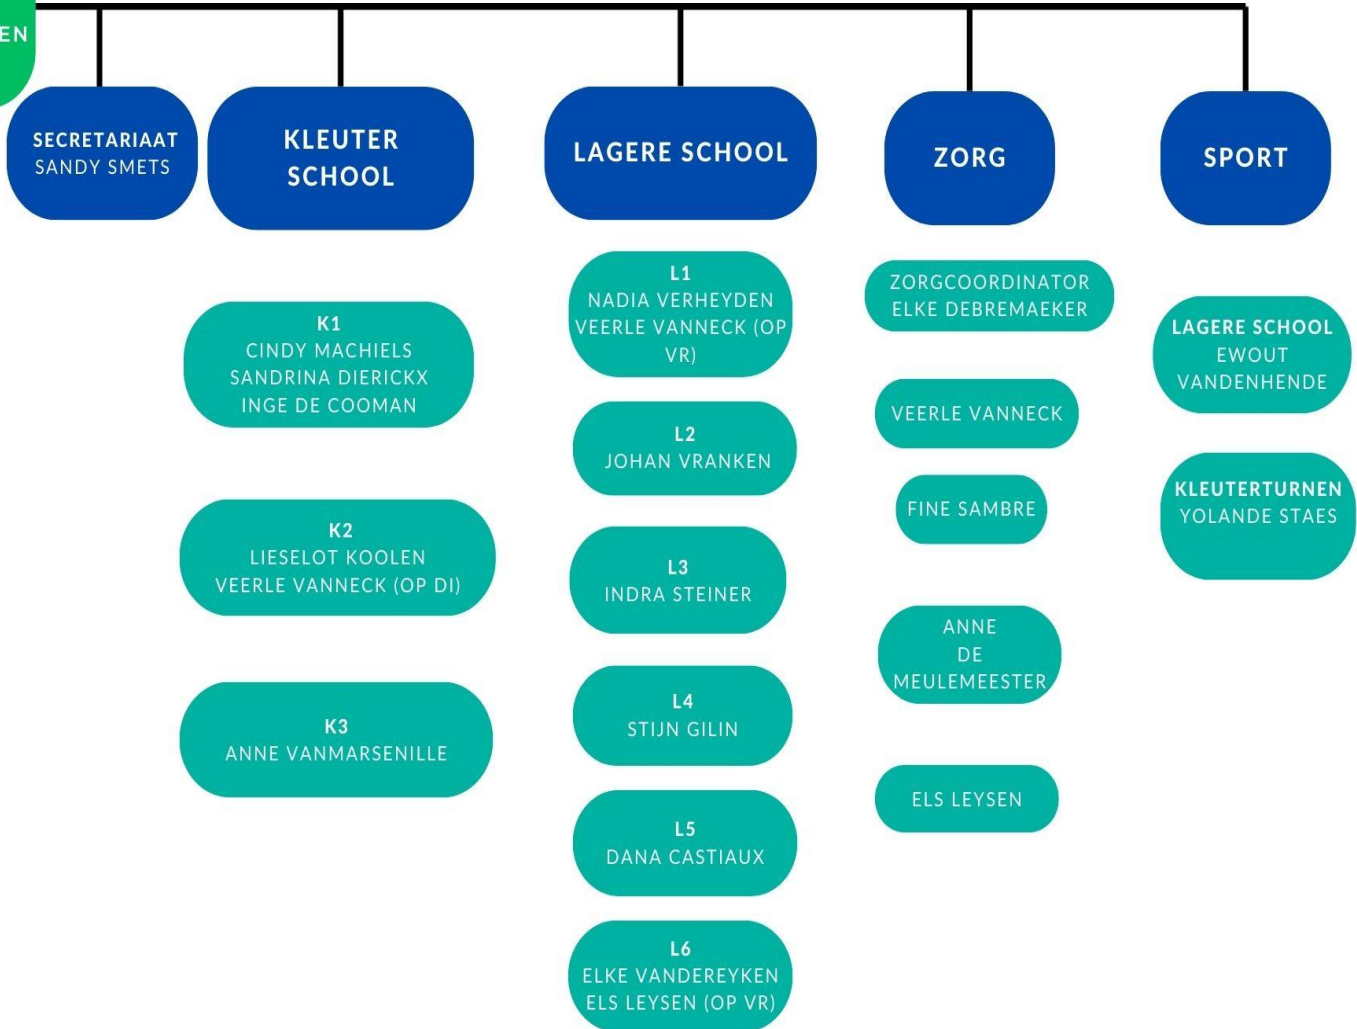 EN
SECRETARIAAT
SANDY SMETS
KLEUTER
SCHOOL
K1
CINDY MACHIELS
SANDRINA DIERICKX
INGE DE COOMAN
K2
LIESELOT KOOLEN
VEERLE VANNECK (OP DI)
K3
ANNE VANMARSENILLE
LAGERE SCHOOL
L1
NADIA VERHEYDEN
VEERLE VANNECK (OP
VR)
L2
JOHAN VRANKEN
L3
INDRA STEINER
L4
STIJN GILIN
L5
DANA CASTIAUX
L6
ELKE VANDEREYKEN
ELS LEYSEN (OP VR)
ZORG
ZORGCOORDINATOR
ELKE DEBREMAEKER
VEERLE VANNECK
FINE SAMBRE
ANNE
DE
MEULEMEESTER
ELS LEYSEN
SPORT
LAGERE SCHOOL
EWOUT
VANDENHENDE
KLEUTERTURNEN
YOLANDE STAES